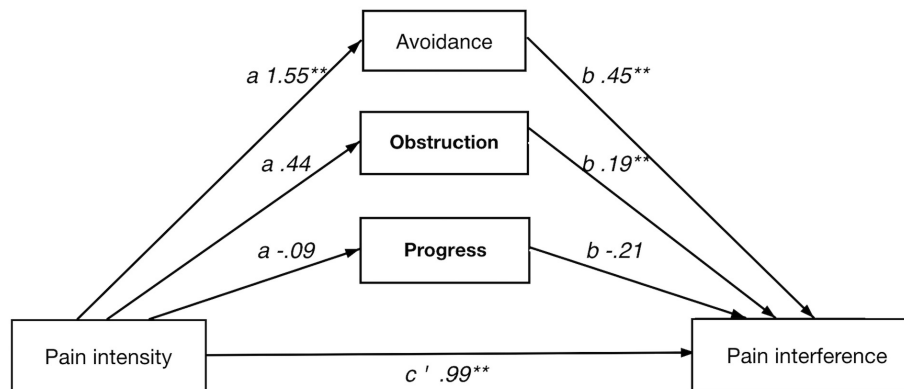 Avoidance
a 1.55** b .45**
Obstruction
a .44 b .19**
Progress
a -.09 b -.21
Pain intensity Pain interference
c ' .99**